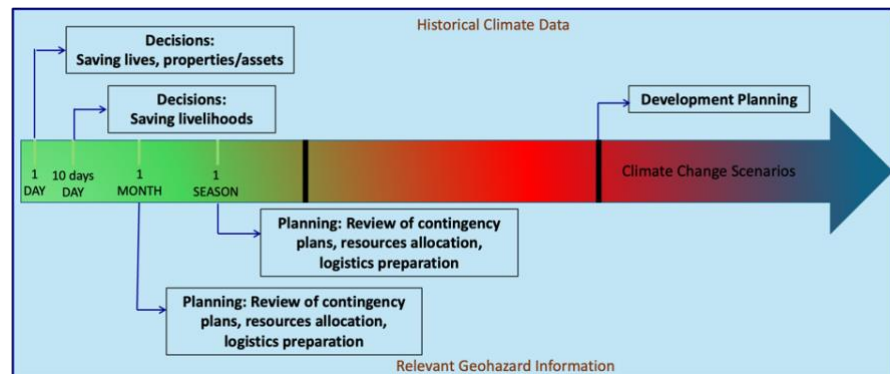 Historical Climate Data
Decisions:
Saving lives, properties/assets
Decisions:
Saving livelihoods
Development Planning
1
DAY
10 days
DAY
1
MONTH
1
SEASON
Climate Change Scenarios
Planning: Review of contingency
plans, resources allocation,
logistics preparation
Planning: Review of contingency
plans, resources allocation,
logistics preparation
Relevant Geohazard Information